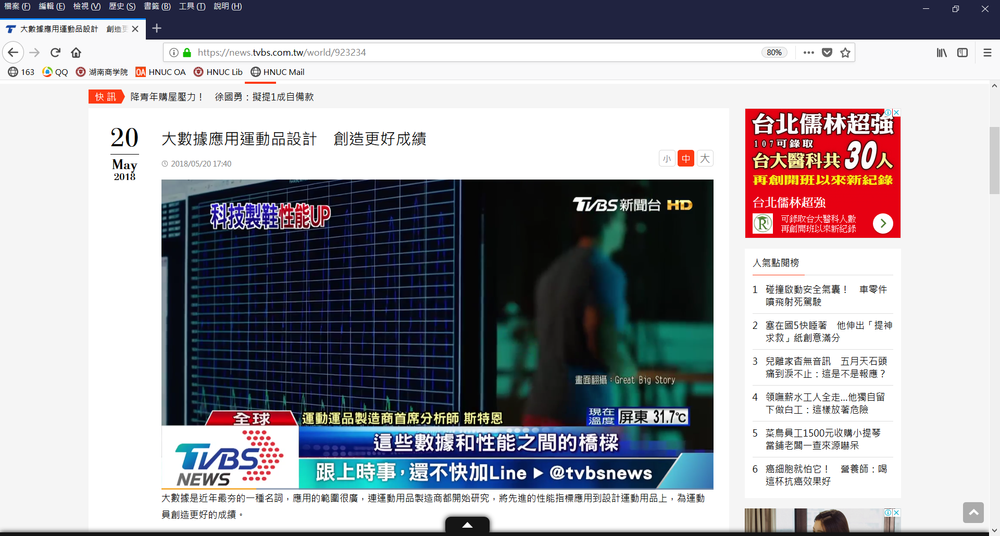 檔案 (F) 編輯 (E) 檢視 (V) 歷史 (S) 書籤 (B) 工具 (T) 說明 (H)
大數據應用運動品設計 創造更
https://news.tvbs.com.tw/world/923234
80%
163 QQ 湖南商学院 OA HNUC OA HNUC Lib HNUC Mail
快訊 降青年購屋壓力！ 徐國勇：擬提1成自備款
20
May
2018
大數據應用運動品設計 創造更好成績
2018/05/20 17:40
小 中 大
科技製鞋性能UP
TVBS新聞台 HD
畫面翻攝：Great Big Story
全球
運動運品製造商首席分析師 斯特恩
現在溫度 屏東 31.7℃
這些數據和性能之間的橋樑
TVBS NEWS
跟上時事，還不快加Line ▶ @tvbsnews
大數據是近年最夯的一種名詞，應用的範圍很廣，連運動用品製造商都開始研究，將先進的性能指標應用到設計運動用品上，為運動
員創造更好的成績。
台北儒林超強
107可錄取
台大醫科共30人
再創開班以來新紀錄
台北儒林超強
R
可錄取台大醫科人數
再創開班以來新紀錄
人氣點閱榜
1 碰撞啟動安全氣囊！ 車零件
噴飛射死駕駛
2 塞在國5快睡著 他伸出「提神
求救」紙創意滿分
3 兒離家杳無音訊 五月天石頭
痛到淚不止：這是不是報應？
4 領嘸薪水工人全走...他獨自留
下做白工：這樣放著危險
5 菜鳥員工1500元收購小提琴
當鋪老闆一查來源嚇呆
6 癌細胞就怕它！ 營養師：喝
這杯抗癌效果好